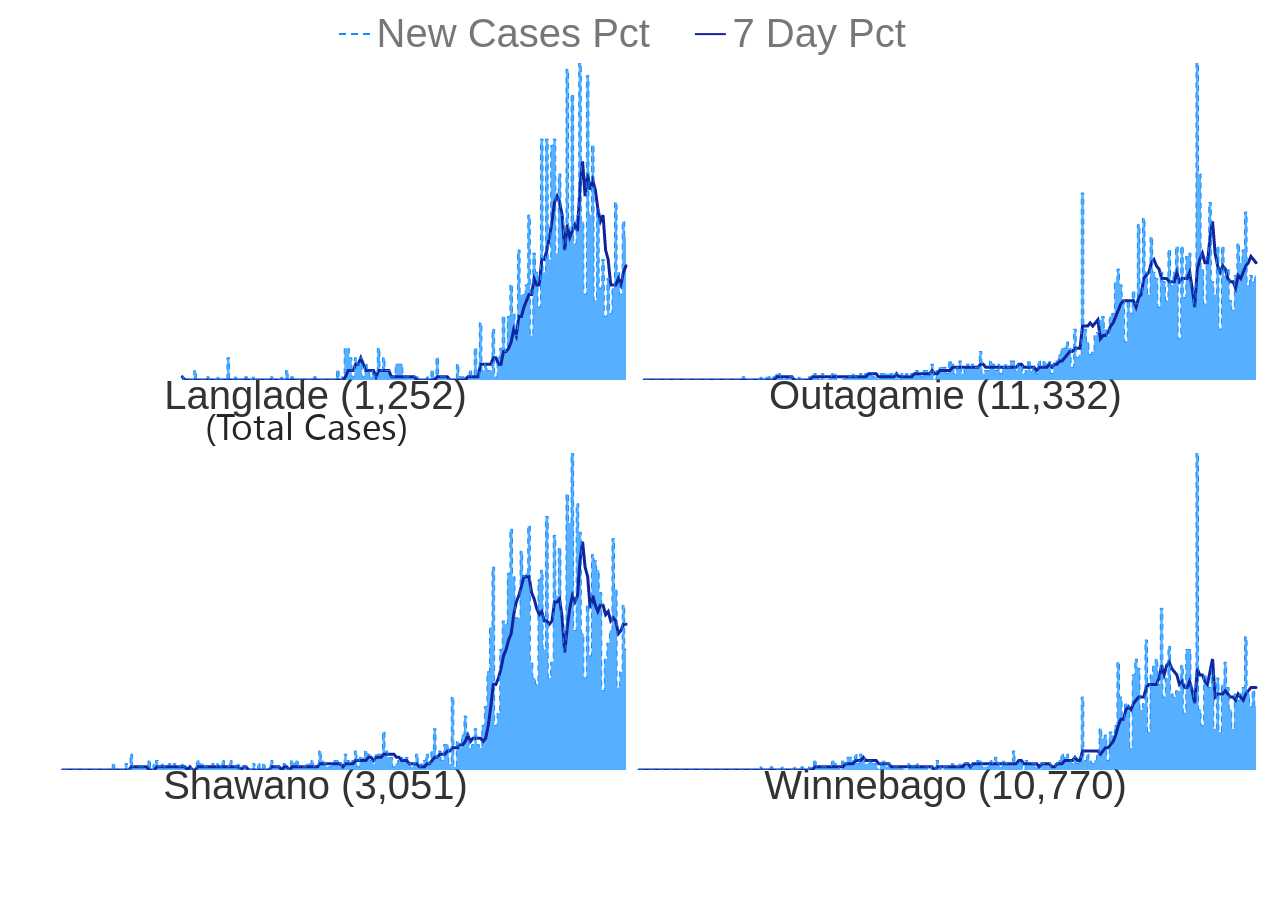 New Cases Pct 7 Day Pct
Langlade (1,252) Outagamie (11,332)
(Total Cases)
Shawano (3,051) Winnebago (10,770)